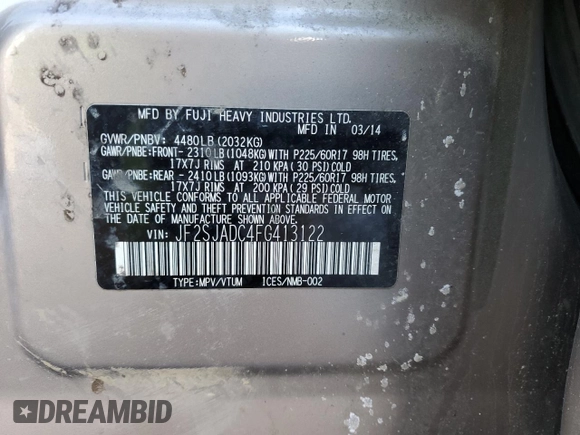 MFD BY FUJI HEAVY INDUSTRIES LTD.
MFD IN 03/14
GVWR/PNBV: 4480LB (2032KG)
GAWR/PNBE:FRONT- 2310LB(1048KG)WITH P225/60R17 98H TIRES,
17X7J RIMS AT 210 KPA( 30 PSI)COLD
GAWR/PNBE:REAR - 2410LB(1093KG)WITH P225/60R17 98H TIRES,
17X7J RIMS AT 200 KPA( 29 PSI)COLD
THIS VEHICLE CONFORMS TO ALL APPLICABLE FEDERAL MOTOR
VEHICLE SAFETY AND THEFT PREVENTION STANDARDS IN EFFECT
ON THE DATE OF MANUFACTURE SHOWN ABOVE.
VIN: JF2SJADC4FG413122
TYPE:MPV/VTUM ICES/NMB-002
DREAMBID